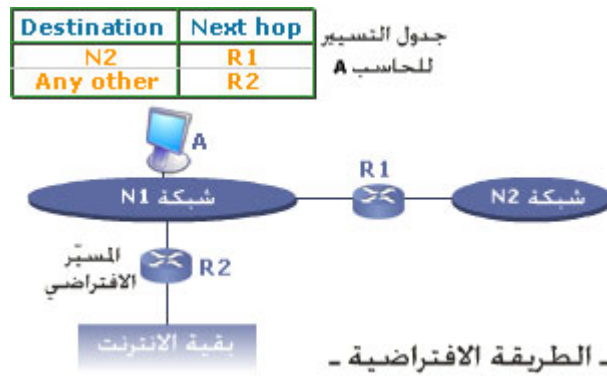 Destination Next hop
N2 R1
Any other R2
جدول التسيير
للحاسب A
A
R1
شبكة N1
شبكة N2
المسيّر
الافتراضي
R2
بقية الانترنت
ـ الطريقة الافتراضية ـ